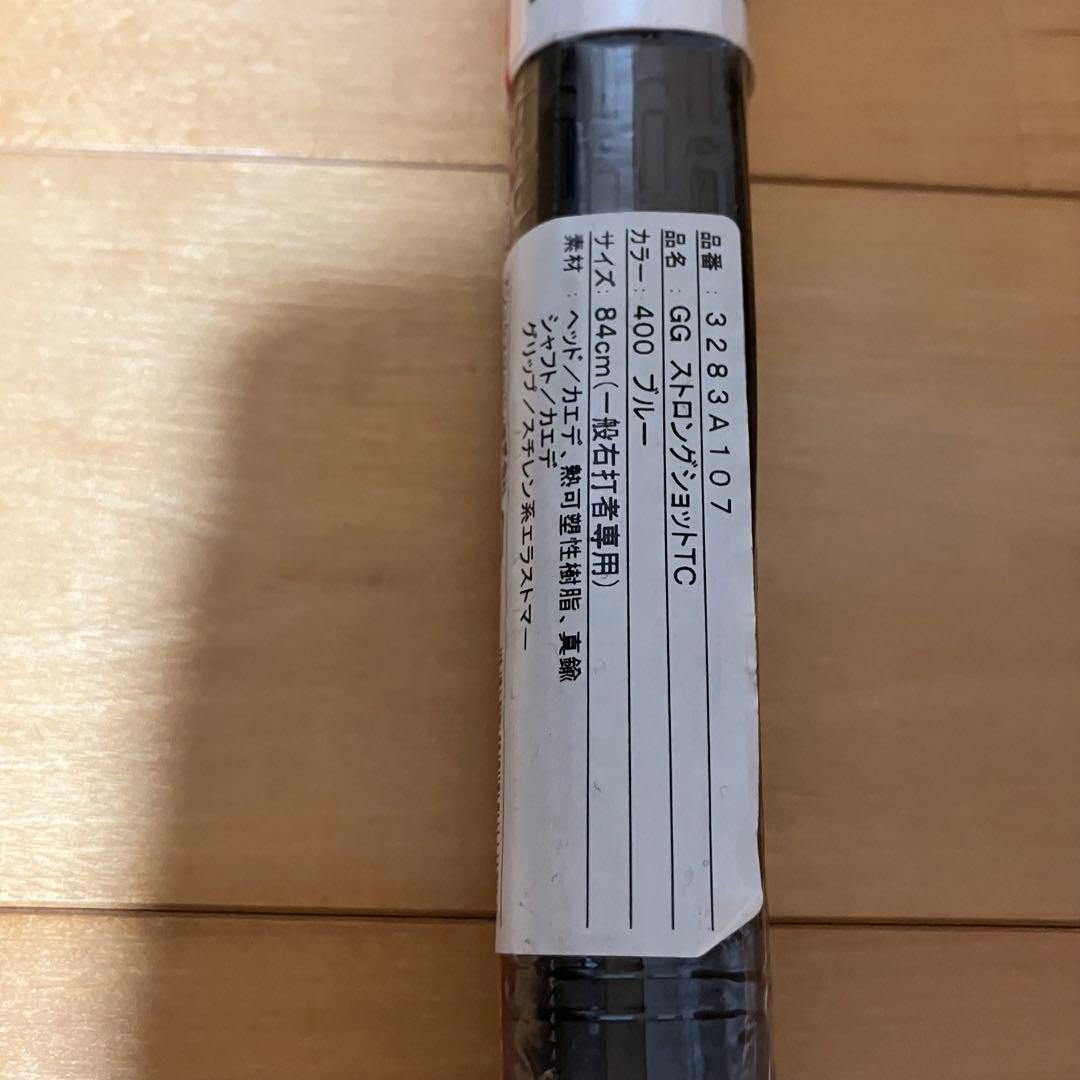 品番 : 3283A107
品名 : GG ストロングショットTC
カラー : 400 ブルー
サイズ : 84cm(一般右打者専用)
素材 : ヘッド/カエデ、熱可塑性樹脂、真鍮
シャフト/カエデ
グリップ/スチレン系エラストマー